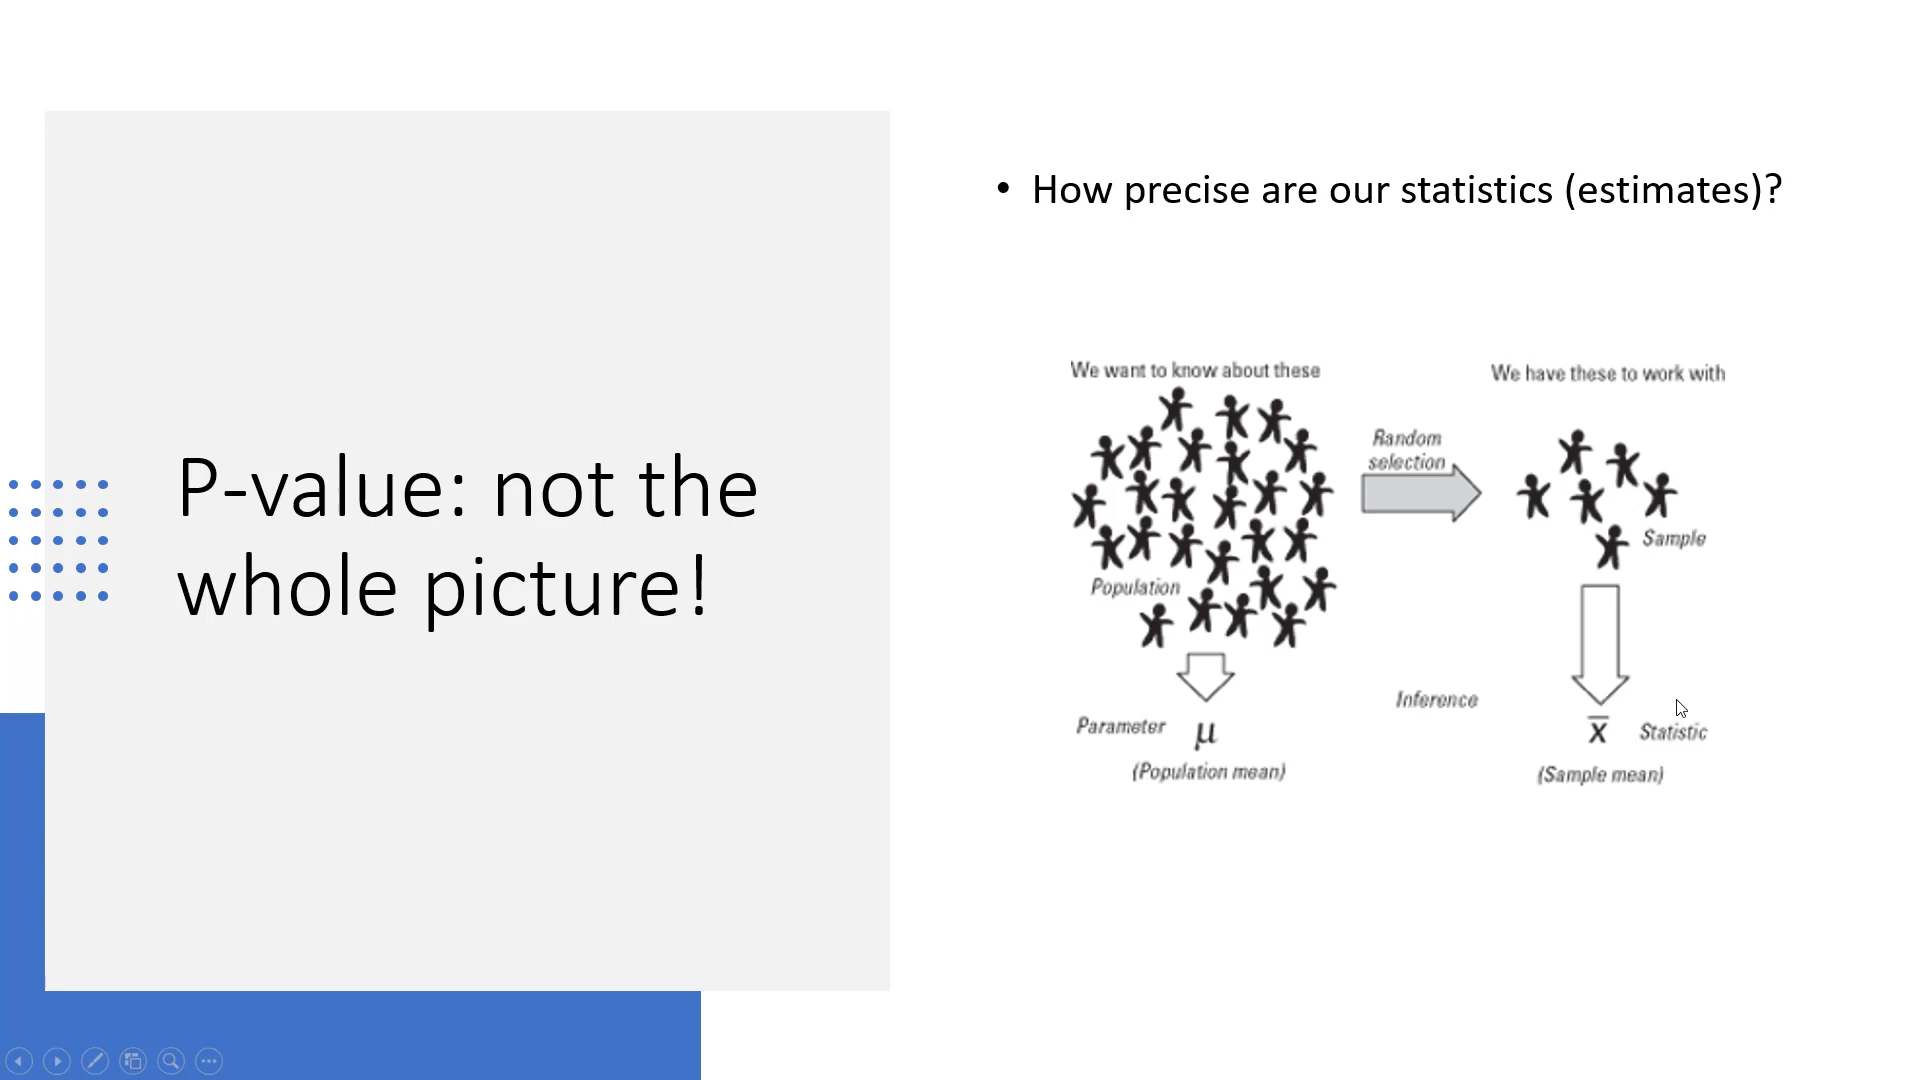 P-value: not the
whole picture!
• How precise are our statistics (estimates)?
We want to know about these
We have these to work with
Random
selection
Population
Sample
Inference
Parameter μ
(Population mean)
x̅ Statistic
(Sample mean)